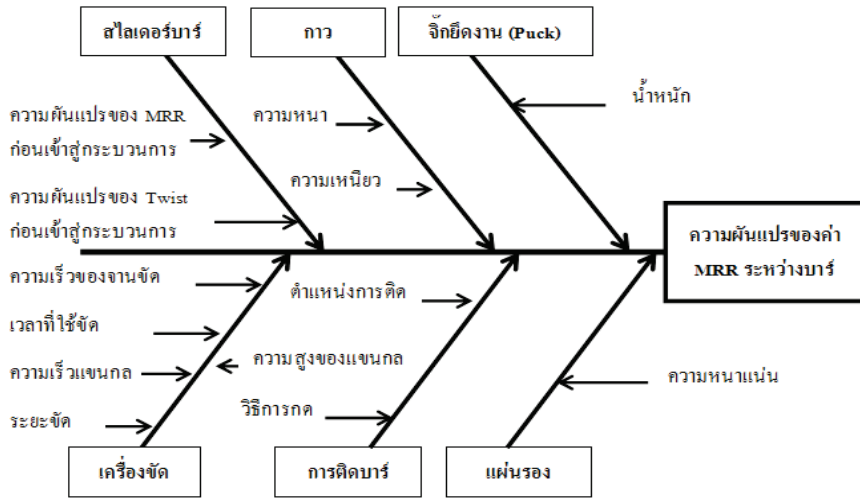 สไลเดอร์บาร์
กาว
จิ๊กยึดงาน (Puck)
ความผันแปรของ MRR
ก่อนเข้าสู่กระบวนการ
ความหนา
น้ำหนัก
ความผันแปรของ Twist
ก่อนเข้าสู่กระบวนการ
ความเหนียว
ความผันแปรของค่า
MRR ระหว่างบาร์
ความเร็วของจานขัด
ตำแหน่งการติด
เวลาที่ใช้ขัด
ความเร็วแขนกล
ความสูงของแขนกล
ความหนาแน่น
ระยะขัด
วิธีการกด
เครื่องขัด
การติดบาร์
แผ่นรอง